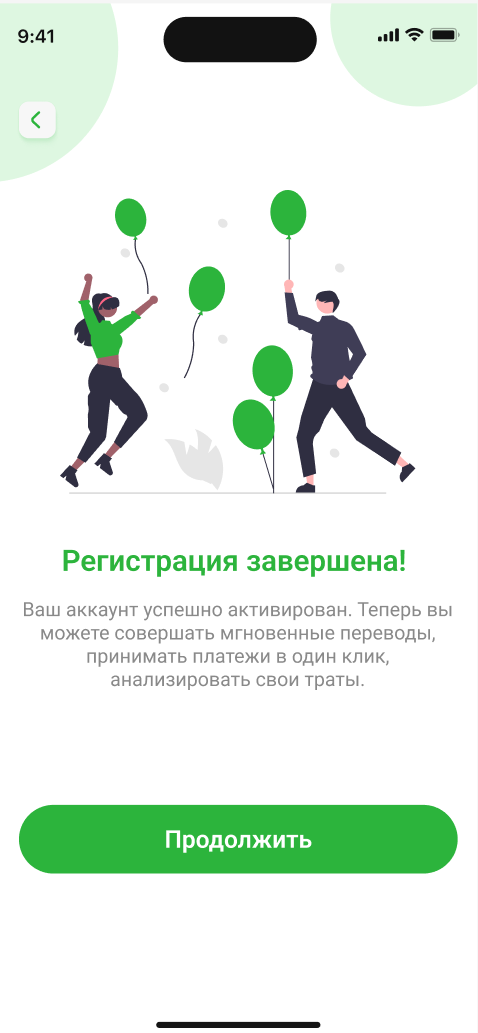 9:41
Регистрация завершена!
Ваш аккаунт успешно активирован. Теперь вы
можете совершать мгновенные переводы,
принимать платежи в один клик,
анализировать свои траты.
Продолжить